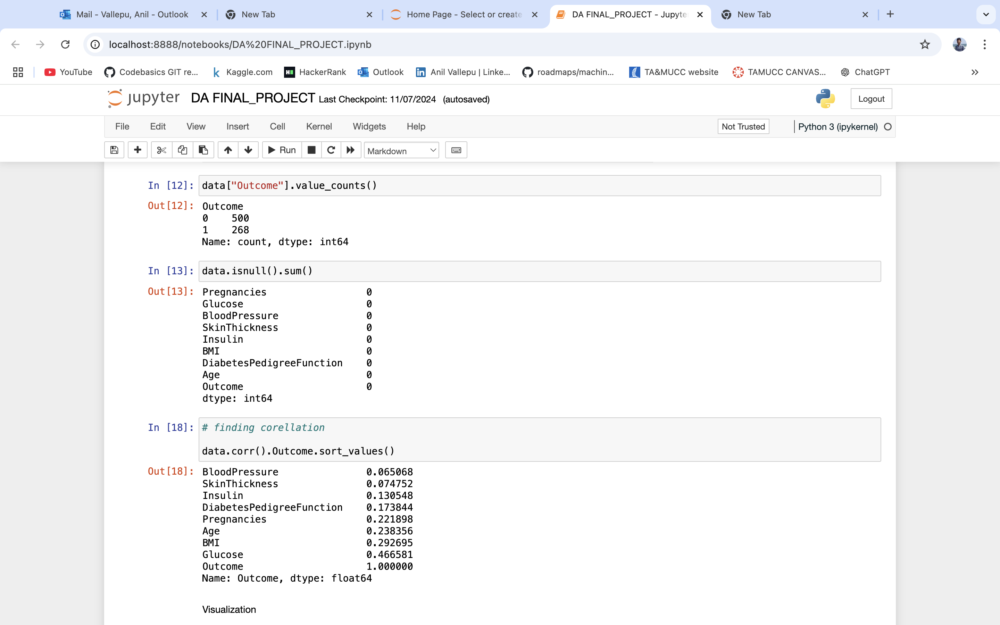 Mail - Vallepu, Anil - Outlook
New Tab
Home Page - Select or create
DA FINAL_PROJECT - Jupyte
New Tab
localhost:8888/notebooks/DA%20FINAL_PROJECT.ipynb
YouTube
Codebasics GIT re...
Kaggle.com
HackerRank
Outlook
Anil Vallepu | Linke...
roadmaps/machin...
TA&MUCC website
TAMUCC CANVAS...
ChatGPT
jupyter DA FINAL_PROJECT Last Checkpoint: 11/07/2024 (autosaved)
Logout
File Edit View Insert Cell Kernel Widgets Help
Not Trusted
Python 3 (ipykernel)
Run
Markdown
In [12]: data["Outcome"].value_counts()
Out[12]: Outcome
0    500
1    268
Name: count, dtype: int64
In [13]: data.isnull().sum()
Out[13]: Pregnancies                 0
Glucose                     0
BloodPressure               0
SkinThickness               0
Insulin                     0
BMI                         0
DiabetesPedigreeFunction    0
Age                         0
Outcome                     0
dtype: int64
In [18]: # finding corellation
data.corr().Outcome.sort_values()
Out[18]: BloodPressure               0.065068
SkinThickness               0.074752
Insulin                     0.130548
DiabetesPedigreeFunction    0.173844
Pregnancies                 0.221898
Age                         0.238356
BMI                         0.292695
Glucose                     0.466581
Outcome                     1.000000
Name: Outcome, dtype: float64
Visualization